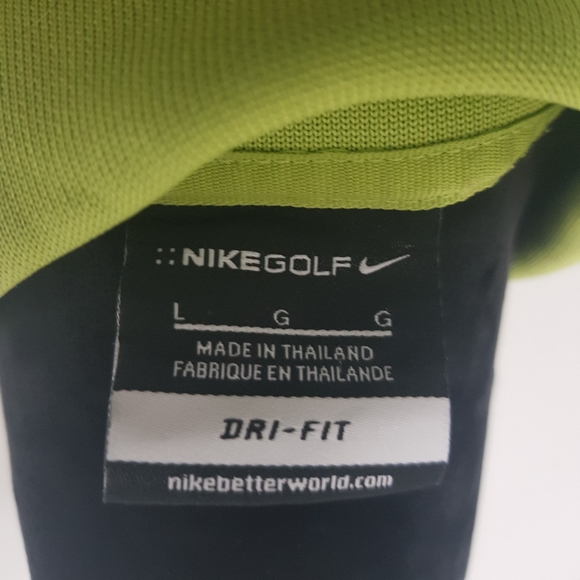 ::NIKEGOLF
L G G
MADE IN THAILAND
FABRIQUE EN THAILANDE
DRI-FIT
nikebetterworld.com